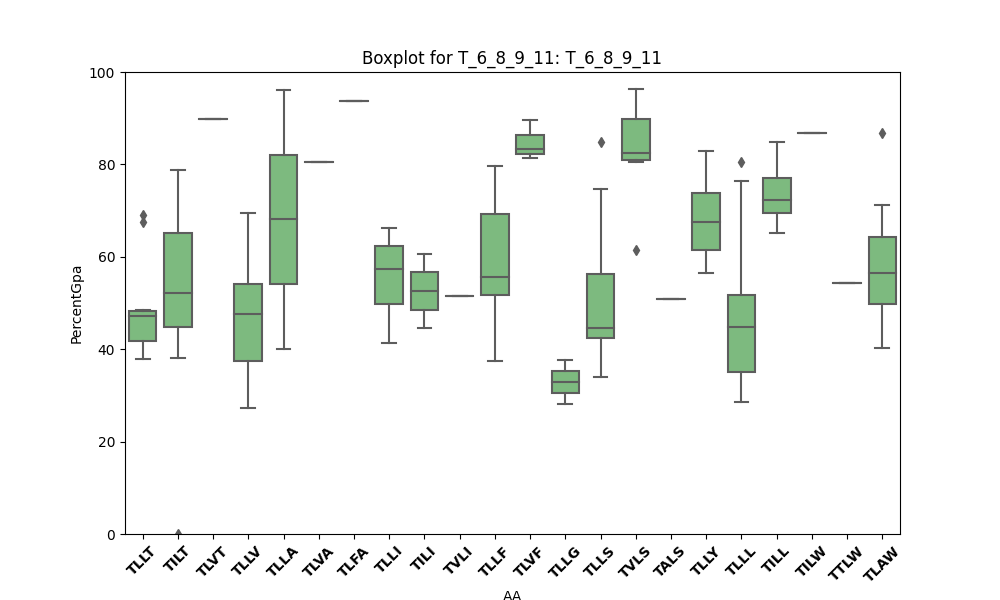 Boxplot for T_6_8_9_11: T_6_8_9_11
100
80
60
40
20
0
PercentGpa
TLLT TILT TLVT TLLV TLLA TLVA TLFA TLLI TILI TVLI TLLF TLVF TLLG TLLS TVLS TALS TLLY TLLL TILL TILW TTLW TLAW
AA